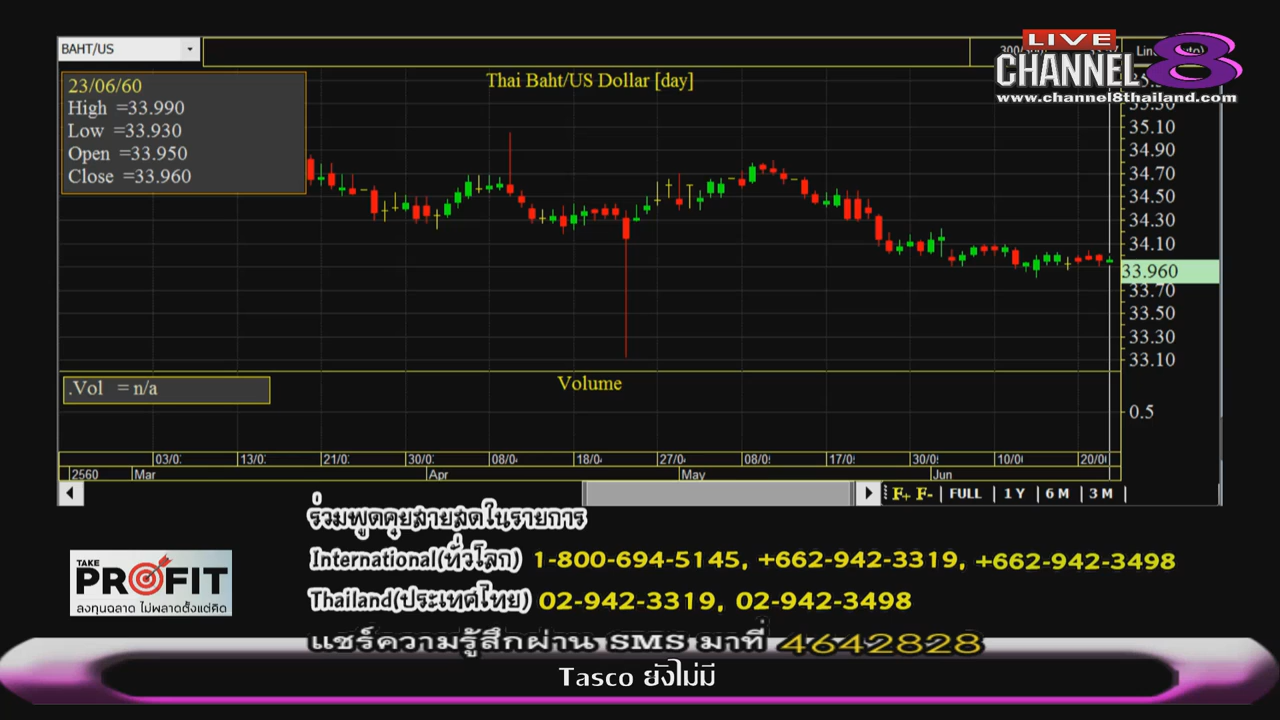 BAHT/US
LIVE
CHANNEL 8
www.channel8thailand.com
23/06/60
High =33.990
Low =33.930
Open =33.950
Close =33.960
Thai Baht/US Dollar [day]
35.10
34.90
34.70
34.50
34.30
34.10
33.960
33.70
33.50
33.30
33.10
.Vol = n/a
Volume
0.5
03/0 13/0 21/0 30/0 08/0 18/0 27/0 08/0 17/0 30/0 10/0 20/0
2560 Mar Apr May Jun
F+ F- FULL 1 Y 6 M 3 M
ร่วมพูดคุยสายสดในรายการ
International(ทั่วโลก) 1-800-694-5145, +662-942-3319, +662-942-3498
TAKE
PROFIT
ลงทุนฉลาด ไม่พลาดตั้งแต่คิด
Thailand(ประเทศไทย) 02-942-3319, 02-942-3498
แชร์ความรู้สึกผ่าน SMS มาที่ 4642828
Tasco ยังไม่มี